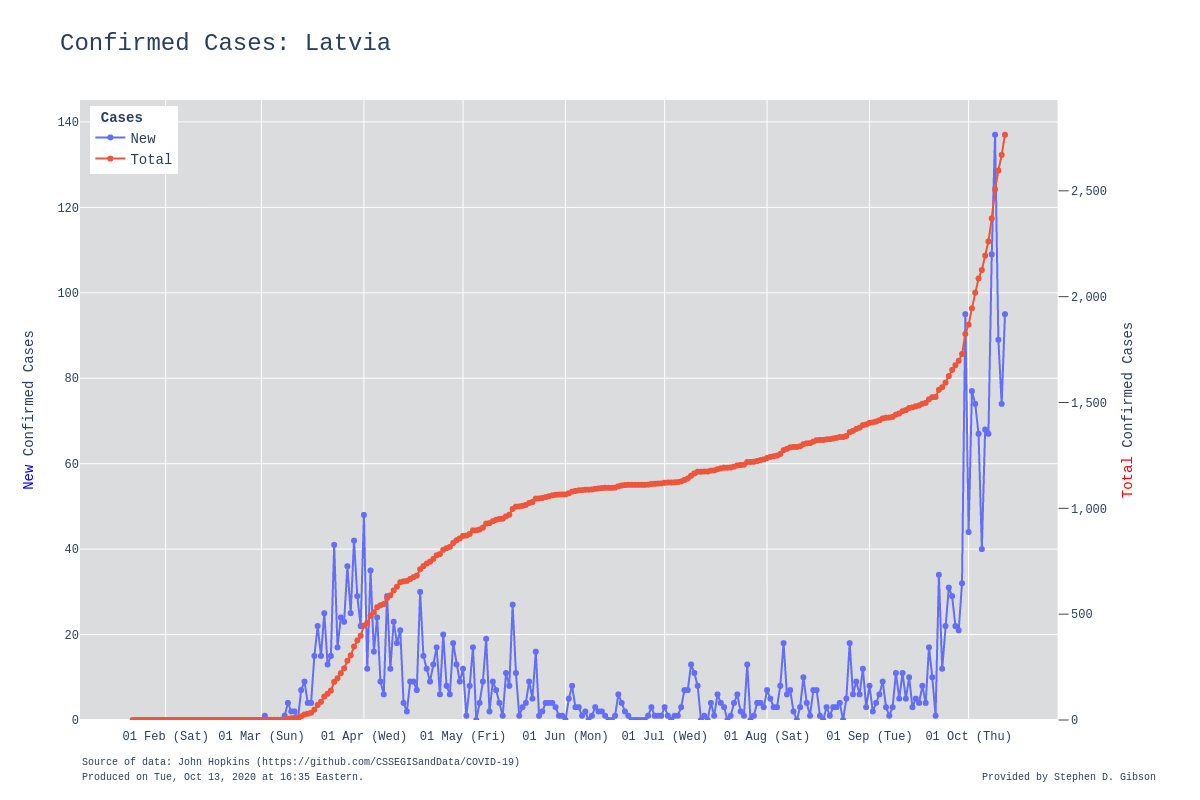 Confirmed Cases: Latvia
Cases
New
Total
140
120
100
80
60
40
20
0
2,500
2,000
1,500
1,000
500
0
New Confirmed Cases
Total Confirmed Cases
01 Feb (Sat) 01 Mar (Sun) 01 Apr (Wed) 01 May (Fri) 01 Jun (Mon) 01 Jul (Wed) 01 Aug (Sat) 01 Sep (Tue) 01 Oct (Thu)
Source of data: John Hopkins (https://github.com/CSSEGISandData/COVID-19)
Produced on Tue, Oct 13, 2020 at 16:35 Eastern.
Provided by Stephen D. Gibson